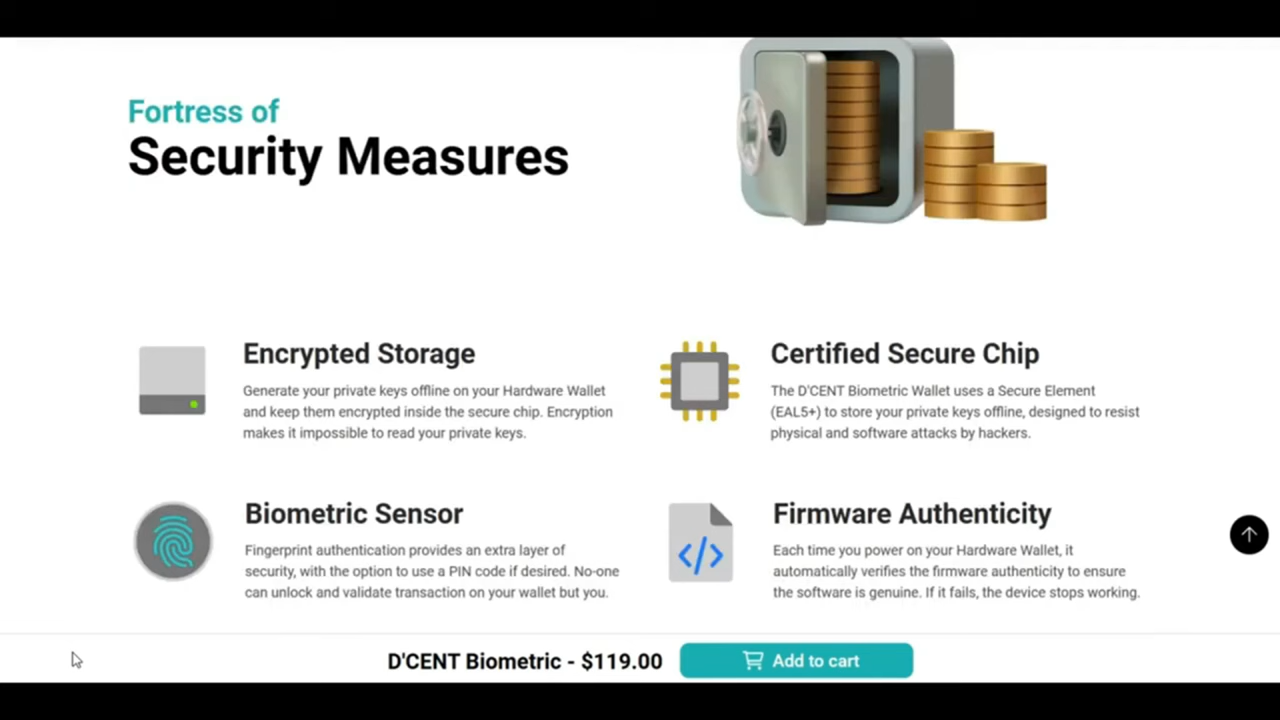 Fortress of
Security Measures
Encrypted Storage
Generate your private keys offline on your Hardware Wallet
and keep them encrypted inside the secure chip. Encryption
makes it impossible to read your private keys.
Certified Secure Chip
The D'CENT Biometric Wallet uses a Secure Element
(EAL5+) to store your private keys offline, designed to resist
physical and software attacks by hackers.
Biometric Sensor
Fingerprint authentication provides an extra layer of
security, with the option to use a PIN code if desired. No-one
can unlock and validate transaction on your wallet but you.
Firmware Authenticity
Each time you power on your Hardware Wallet, it
automatically verifies the firmware authenticity to ensure
the software is genuine. If it fails, the device stops working.
D'CENT Biometric - $119.00
Add to cart